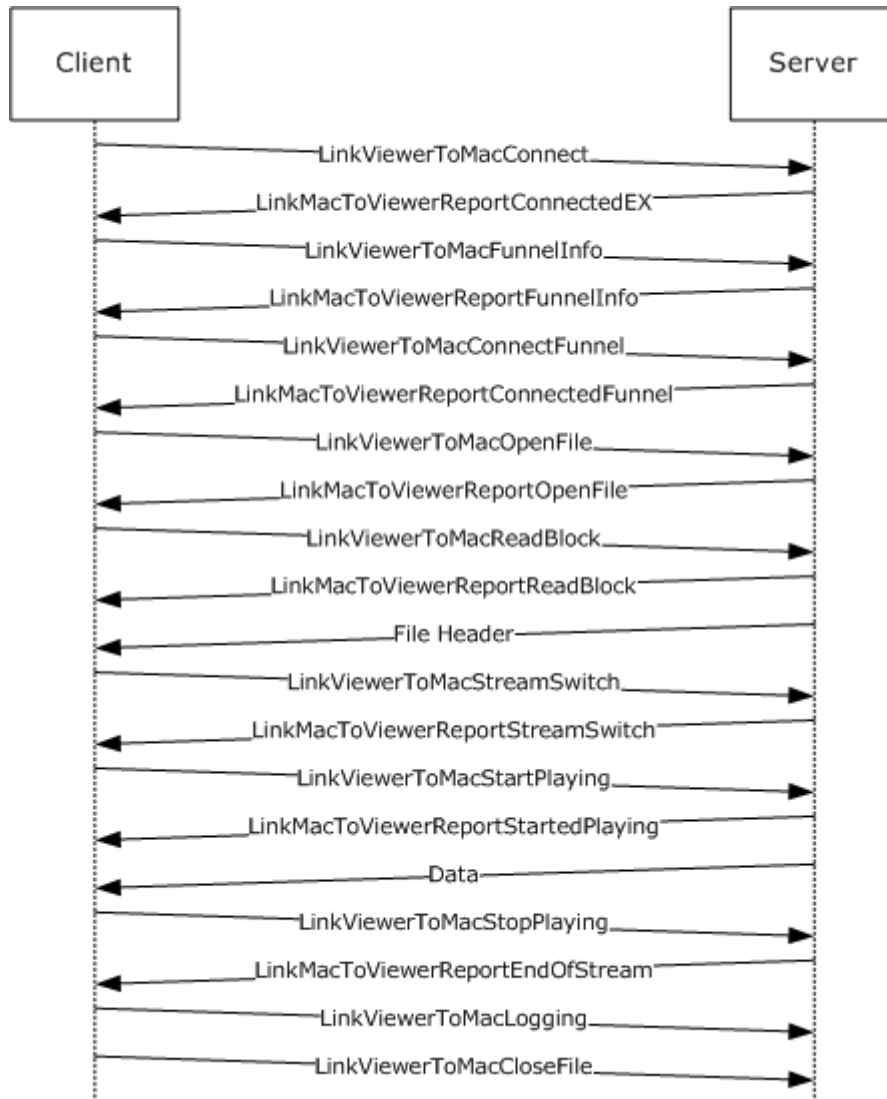 Client
Server
LinkViewerToMacConnect
LinkMacToViewerReportConnectedEX
LinkViewerToMacFunnelInfo
LinkMacToViewerReportFunnelInfo
LinkViewerToMacConnectFunnel
LinkMacToViewerReportConnectedFunnel
LinkViewerToMacOpenFile
LinkMacToViewerReportOpenFile
LinkViewerToMacReadBlock
LinkMacToViewerReportReadBlock
File Header
LinkViewerToMacStreamSwitch
LinkMacToViewerReportStreamSwitch
LinkViewerToMacStartPlaying
LinkMacToViewerReportStartedPlaying
Data
LinkViewerToMacStopPlaying
LinkMacToViewerReportEndOfStream
LinkViewerToMacLogging
LinkViewerToMacCloseFile